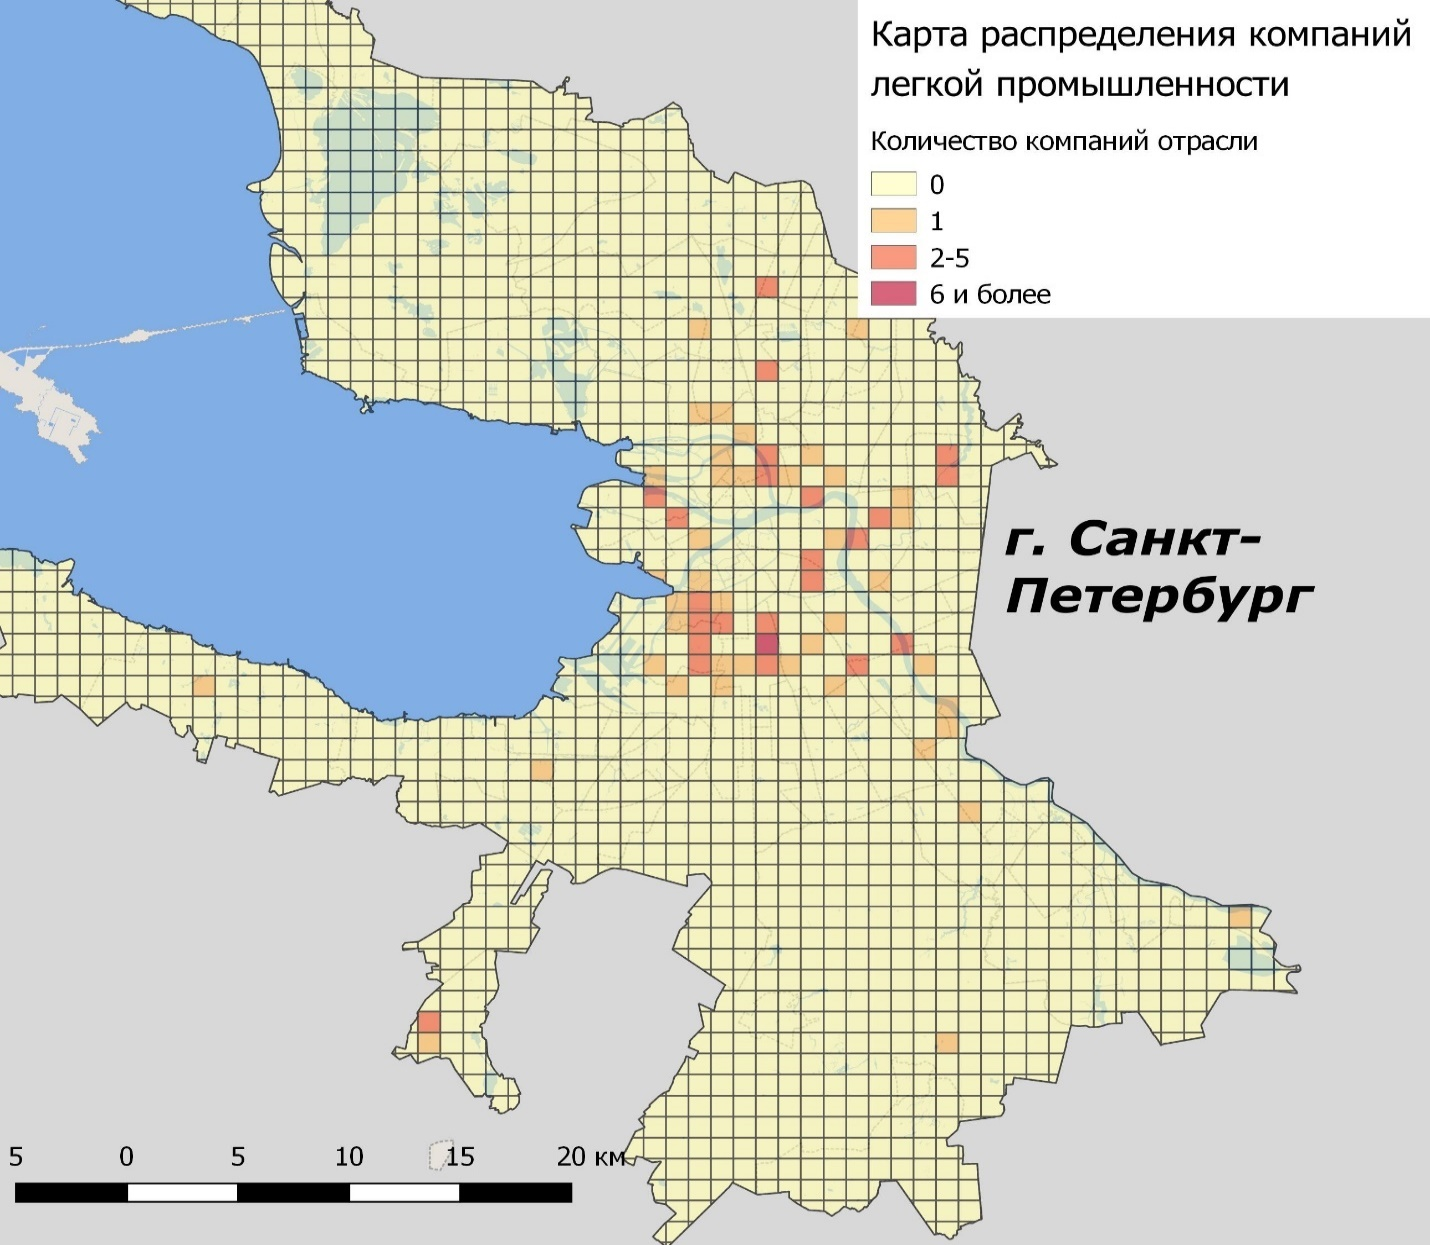 Карта распределения компаний
легкой промышленности
Количество компаний отрасли
0
1
2-5
6 и более
г. Санкт-
Петербург
5 0 5 10 15 20 км